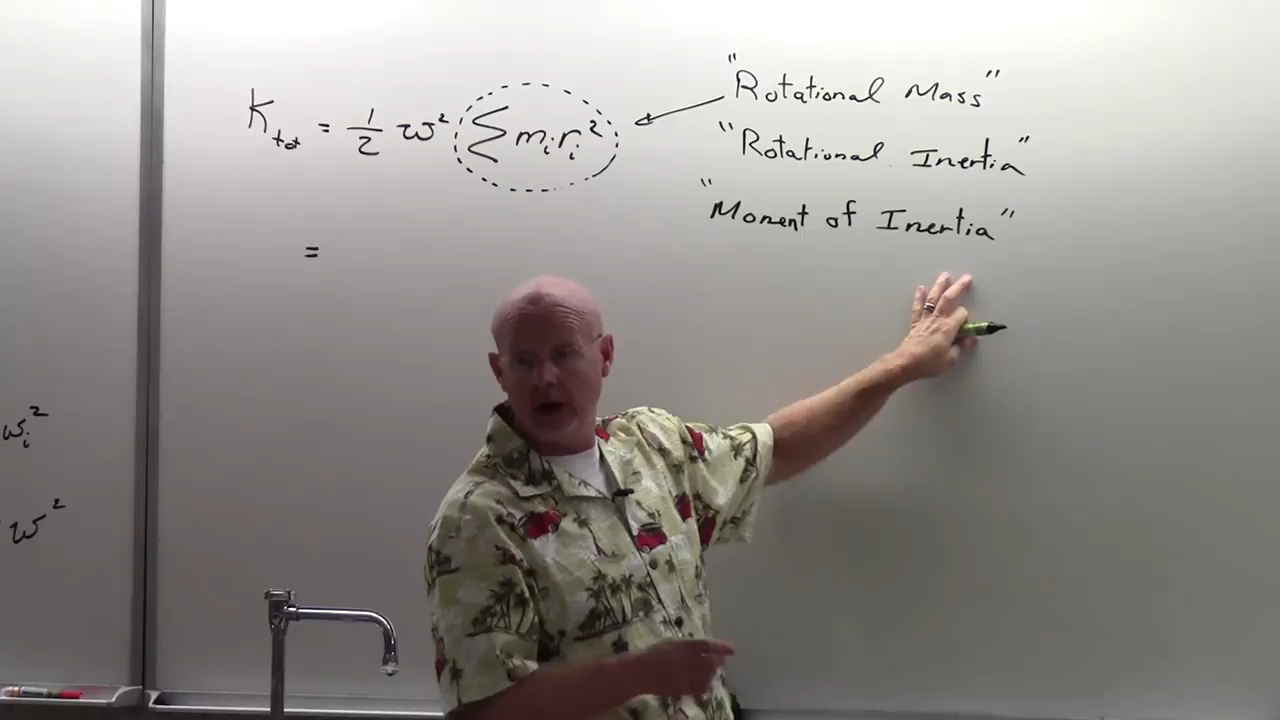 K_tot = 1/2 ω² Σ mᵢrᵢ²
"Rotational Mass"
"Rotational Inertia"
"Moment of Inertia"
=
ωᵢ²
ω²